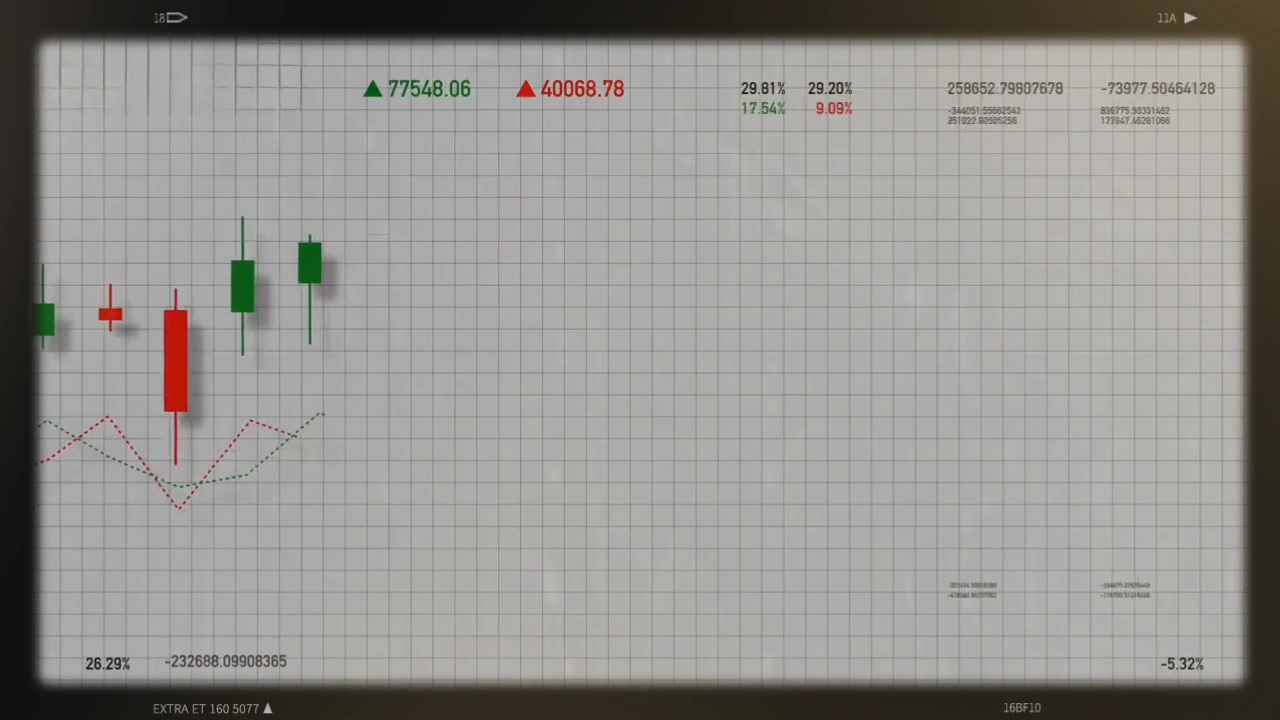 18
11A
77548.06 40068.78
29.81% 29.20%
17.54% 9.09%
258652.79807678 -73977.50464128
26.29% -232688.09908365
-5.32%
EXTRA ET 160 5077
16BF10